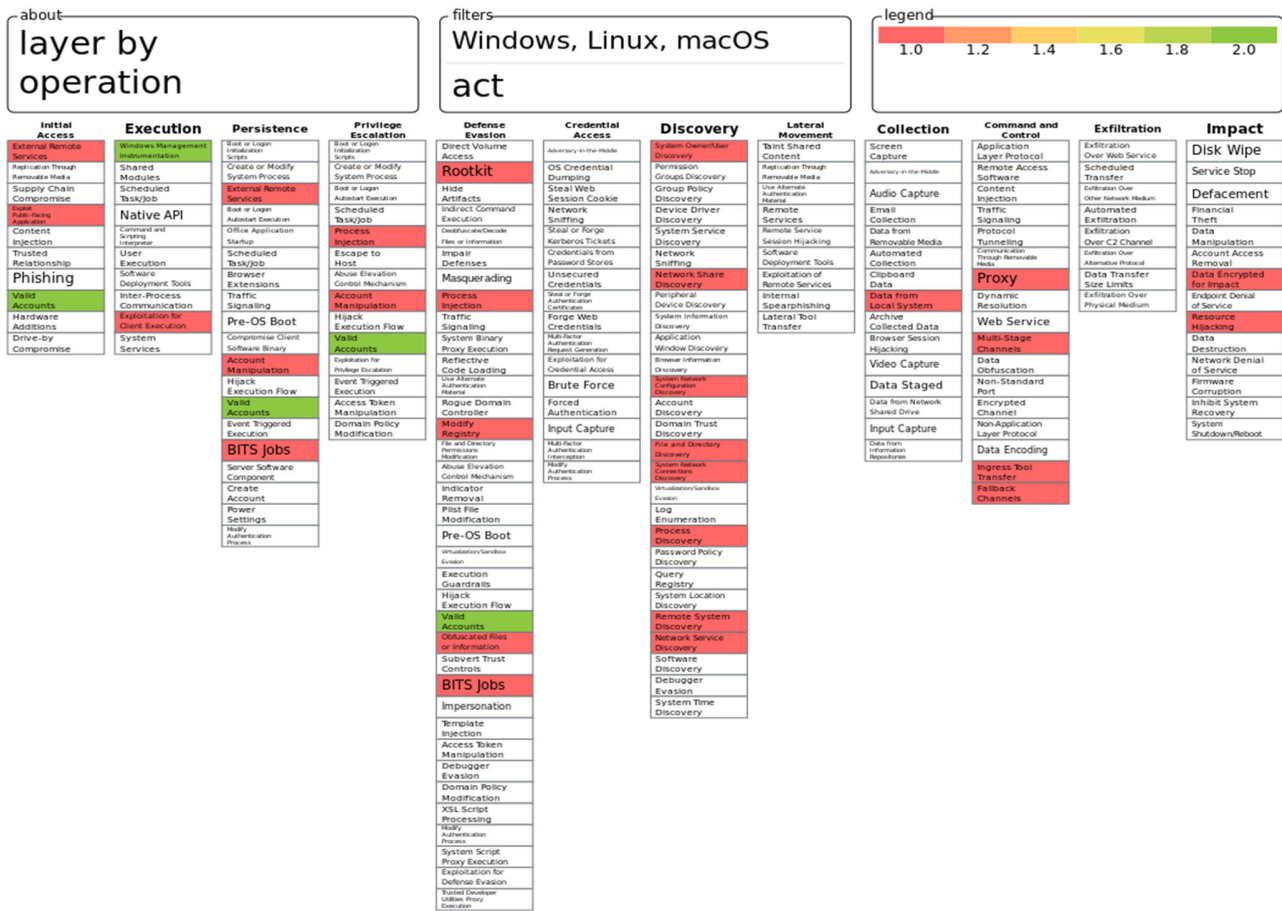 about
layer by
operation
filters
Windows, Linux, macOS
act
legend
1.0 1.2 1.4 1.6 1.8 2.0
Initial
Access
External Remote
Services
Replication Through
Removable Media
Supply Chain
Compromise
Exploit
Public-Facing
Application
Content
Injection
Trusted
Relationship
Phishing
Valid
Accounts
Hardware
Additions
Drive-by
Compromise
Execution
Windows Management
Instrumentation
Shared
Modules
Scheduled
Task/Job
Native API
Command and
Scripting
Interpreter
User
Execution
Software
Deployment Tools
Inter-Process
Communication
Exploitation for
Client Execution
System
Services
Persistence
Boot or Logon
Initialization
Scripts
Create or Modify
System Process
External Remote
Services
Boot or Logon
Autostart Execution
Office Application
Startup
Scheduled
Task/Job
Browser
Extensions
Traffic
Signaling
Pre-OS Boot
Compromise Client
Software Binary
Account
Manipulation
Hijack
Execution Flow
Valid
Accounts
Event Triggered
Execution
BITS Jobs
Server Software
Component
Create
Account
Power
Settings
Modify
Authentication
Process
Privilege
Escalation
Boot or Logon
Initialization
Scripts
Create or Modify
System Process
Boot or Logon
Autostart Execution
Scheduled
Task/Job
Process
Injection
Escape to
Host
Abuse Elevation
Control Mechanism
Account
Manipulation
Hijack
Execution Flow
Valid
Accounts
Exploitation for
Privilege Escalation
Event Triggered
Execution
Access Token
Manipulation
Domain Policy
Modification
Defense
Evasion
Direct Volume
Access
Rootkit
Hide
Artifacts
Indirect Command
Execution
Deobfuscate/Decode
Files or Information
Impair
Defenses
Masquerading
Process
Injection
Traffic
Signaling
System Binary
Proxy Execution
Reflective
Code Loading
Use Alternate
Authentication
Material
Rogue Domain
Controller
Modify
Registry
File and Directory
Permissions
Modification
Abuse Elevation
Control Mechanism
Indicator
Removal
Plist File
Modification
Pre-OS Boot
Virtualization/Sandbox
Evasion
Execution
Guardrails
Hijack
Execution Flow
Valid
Accounts
Obfuscated Files
or Information
Subvert Trust
Controls
BITS Jobs
Impersonation
Template
Injection
Access Token
Manipulation
Debugger
Evasion
Domain Policy
Modification
XSL Script
Processing
Modify
Authentication
Process
System Script
Proxy Execution
Exploitation for
Defense Evasion
Trusted Developer
Utilities Proxy
Execution
Credential
Access
Adversary-in-the-Middle
OS Credential
Dumping
Steal Web
Session Cookie
Network
Sniffing
Steal or Forge
Kerberos Tickets
Credentials from
Password Stores
Unsecured
Credentials
Steal or Forge
Authentication
Certificates
Forge Web
Credentials
Multi-Factor
Authentication
Request Generation
Exploitation for
Credential Access
Brute Force
Forced
Authentication
Input Capture
Multi-Factor
Authentication
Interception
Modify
Authentication
Process
Discovery
System Owner/User
Discovery
Permission
Groups Discovery
Group Policy
Discovery
Device Driver
Discovery
System Service
Discovery
Network
Sniffing
Network Share
Discovery
Peripheral
Device Discovery
System Information
Discovery
Application
Window Discovery
Browser Information
Discovery
System Network
Configuration
Discovery
Account
Discovery
Domain Trust
Discovery
File and Directory
Discovery
System Network
Connections
Discovery
Virtualization/Sandbox
Evasion
Log
Enumeration
Process
Discovery
Password Policy
Discovery
Query
Registry
System Location
Discovery
Remote System
Discovery
Network Service
Discovery
Software
Discovery
Debugger
Evasion
System Time
Discovery
Lateral
Movement
Taint Shared
Content
Replication Through
Removable Media
Use Alternate
Authentication
Material
Remote
Services
Remote Service
Session Hijacking
Software
Deployment Tools
Exploitation of
Remote Services
Internal
Spearphishing
Lateral Tool
Transfer
Collection
Screen
Capture
Adversary-in-the-Middle
Audio Capture
Email
Collection
Data from
Removable Media
Automated
Collection
Clipboard
Data
Data from
Local System
Archive
Collected Data
Browser Session
Hijacking
Video Capture
Data Staged
Data from Network
Shared Drive
Input Capture
Data from
Information
Repositories
Command and
Control
Application
Layer Protocol
Remote Access
Software
Content
Injection
Traffic
Signaling
Protocol
Tunneling
Communication
Through Removable
Media
Proxy
Dynamic
Resolution
Web Service
Multi-Stage
Channels
Data
Obfuscation
Non-Standard
Port
Encrypted
Channel
Non-Application
Layer Protocol
Data Encoding
Ingress Tool
Transfer
Fallback
Channels
Exfiltration
Exfiltration
Over Web Service
Scheduled
Transfer
Exfiltration Over
Other Network Medium
Automated
Exfiltration
Exfiltration
Over C2 Channel
Exfiltration Over
Alternative Protocol
Data Transfer
Size Limits
Exfiltration Over
Physical Medium
Impact
Disk Wipe
Service Stop
Defacement
Financial
Theft
Data
Manipulation
Account Access
Removal
Data Encrypted
for Impact
Endpoint Denial
of Service
Resource
Hijacking
Data
Destruction
Network Denial
of Service
Firmware
Corruption
Inhibit System
Recovery
System
Shutdown/Reboot